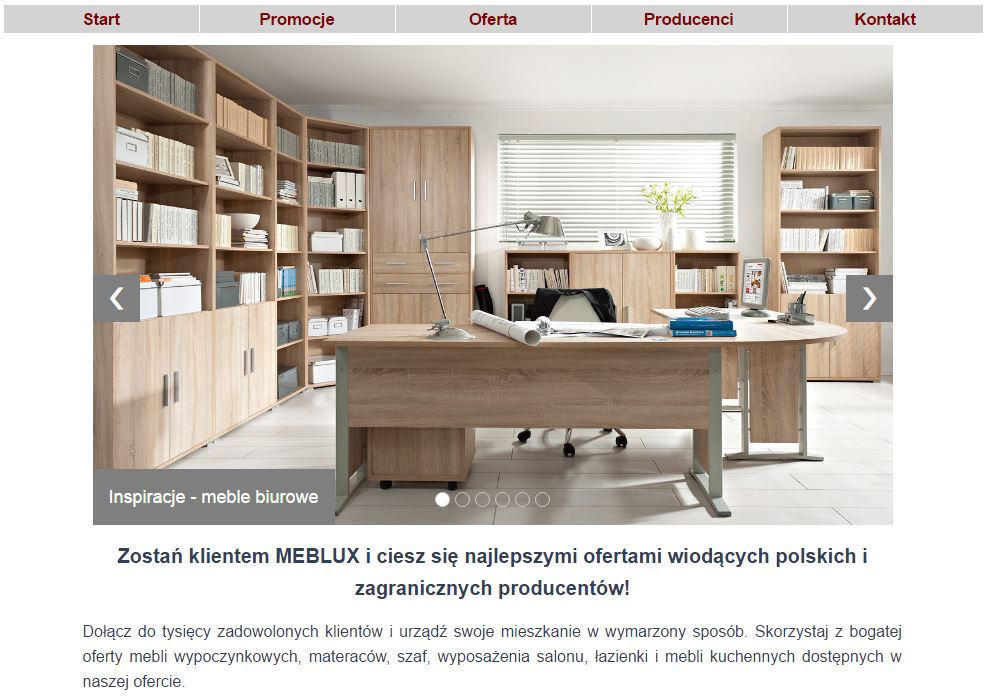 Start
Promocje
Oferta
Producenci
Kontakt
Inspiracje - meble biurowe
Zostań klientem MEBLUX i ciesz się najlepszymi ofertami wiodących polskich i
zagranicznych producentów!
Dołącz do tysięcy zadowolonych klientów i urządź swoje mieszkanie w wymarzony sposób. Skorzystaj z bogatej
oferty mebli wypoczynkowych, materaców, szaf, wyposażenia salonu, łazienki i mebli kuchennych dostępnych w
naszej ofercie.